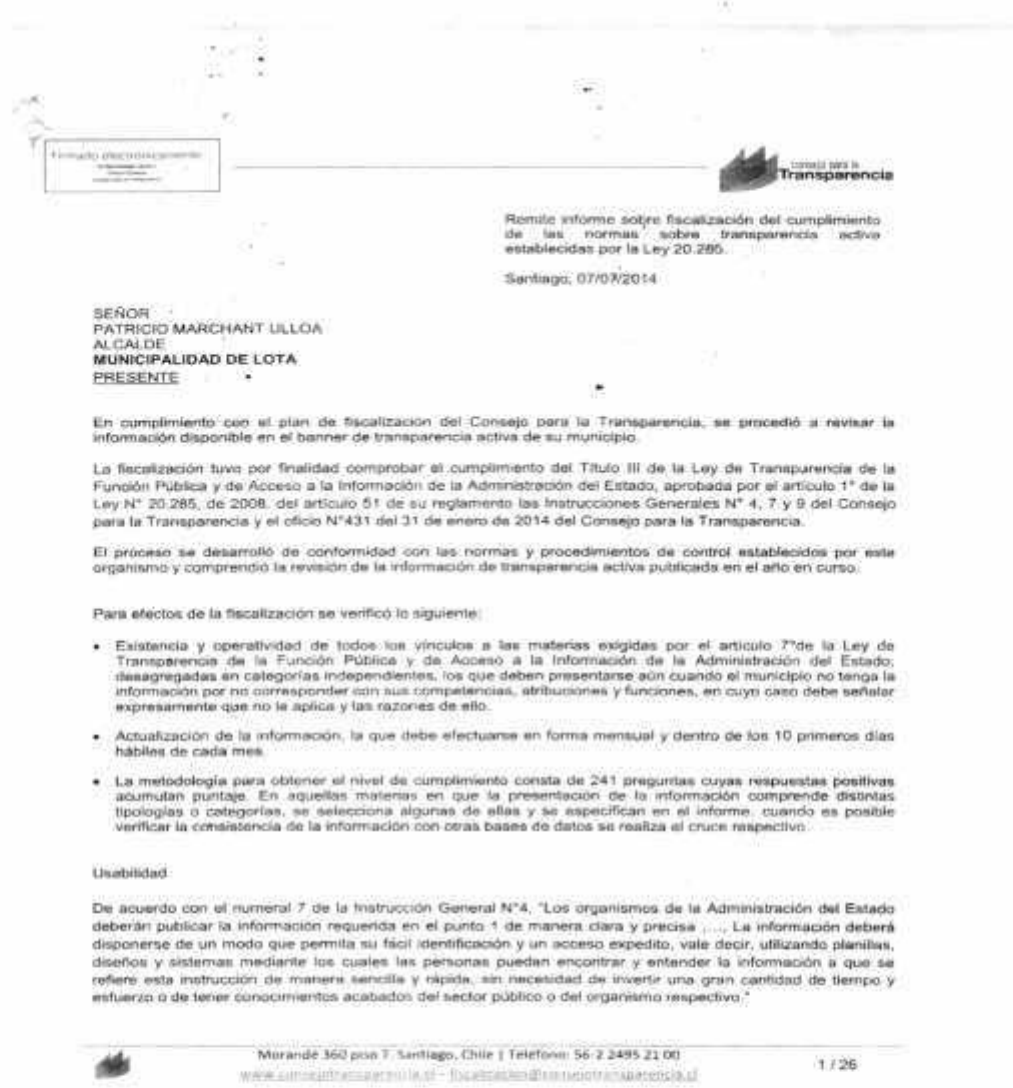 Firmado electrónicamente
consejo para la
Transparencia
Remite informe sobre fiscalización del cumplimiento
de las normas sobre transparencia activa
establecidas por la Ley 20.285.
Santiago, 07/07/2014
SEÑOR
PATRICIO MARCHANT ULLOA
ALCALDE
MUNICIPALIDAD DE LOTA
PRESENTE
En cumplimiento con el plan de fiscalización del Consejo para la Transparencia, se procedió a revisar la
información disponible en el banner de transparencia activa de su municipio.
La fiscalización tuvo por finalidad comprobar el cumplimiento del Título III de la Ley de Transparencia de la
Función Pública y de Acceso a la Información de la Administración del Estado, aprobada por el artículo 1° de la
Ley N° 20.285, de 2008, del artículo 51 de su reglamento las Instrucciones Generales N° 4, 7 y 9 del Consejo
para la Transparencia y el oficio N°431 del 31 de enero de 2014 del Consejo para la Transparencia.
El proceso se desarrolló de conformidad con las normas y procedimientos de control establecidos por este
organismo y comprendió la revisión de la información de transparencia activa publicada en el año en curso.
Para efectos de la fiscalización se verificó lo siguiente:
• Existencia y operatividad de todos los vínculos a las materias exigidas por el artículo 7°de la Ley de
Transparencia de la Función Pública y de Acceso a la Información de la Administración del Estado,
desagregadas en categorías independientes, los que deben presentarse aún cuando el municipio no tenga la
información por no corresponder con sus competencias, atribuciones y funciones, en cuyo caso debe señalar
expresamente que no le aplica y las razones de ello.
• Actualización de la información, la que debe efectuarse en forma mensual y dentro de los 10 primeros días
hábiles de cada mes.
• La metodología para obtener el nivel de cumplimiento consta de 241 preguntas cuyas respuestas positivas
acumulan puntaje. En aquellas materias en que la presentación de la información comprende distintas
tipologías o categorías, se selecciona algunas de ellas y se especifican en el informe, cuando es posible
verificar la consistencia de la información con otras bases de datos se realiza el cruce respectivo.
Usabilidad
De acuerdo con el numeral 7 de la Instrucción General N°4, "Los organismos de la Administración del Estado
deberán publicar la información requerida en el punto 1 de manera clara y precisa ...., La información deberá
disponerse de un modo que permita su fácil identificación y un acceso expedito, vale decir, utilizando planillas,
diseños y sistemas mediante los cuales las personas puedan encontrar y entender la información a que se
refiere esta instrucción de manera sencilla y rápida, sin necesidad de invertir una gran cantidad de tiempo y
esfuerzo o de tener conocimientos acabados del sector público o del organismo respectivo."
Morandé 360 piso 7. Santiago, Chile | Teléfono: 56-2 2495 21 00
www.consejotransparencia.cl - fiscalizacion@consejotransparencia.cl
1 / 26